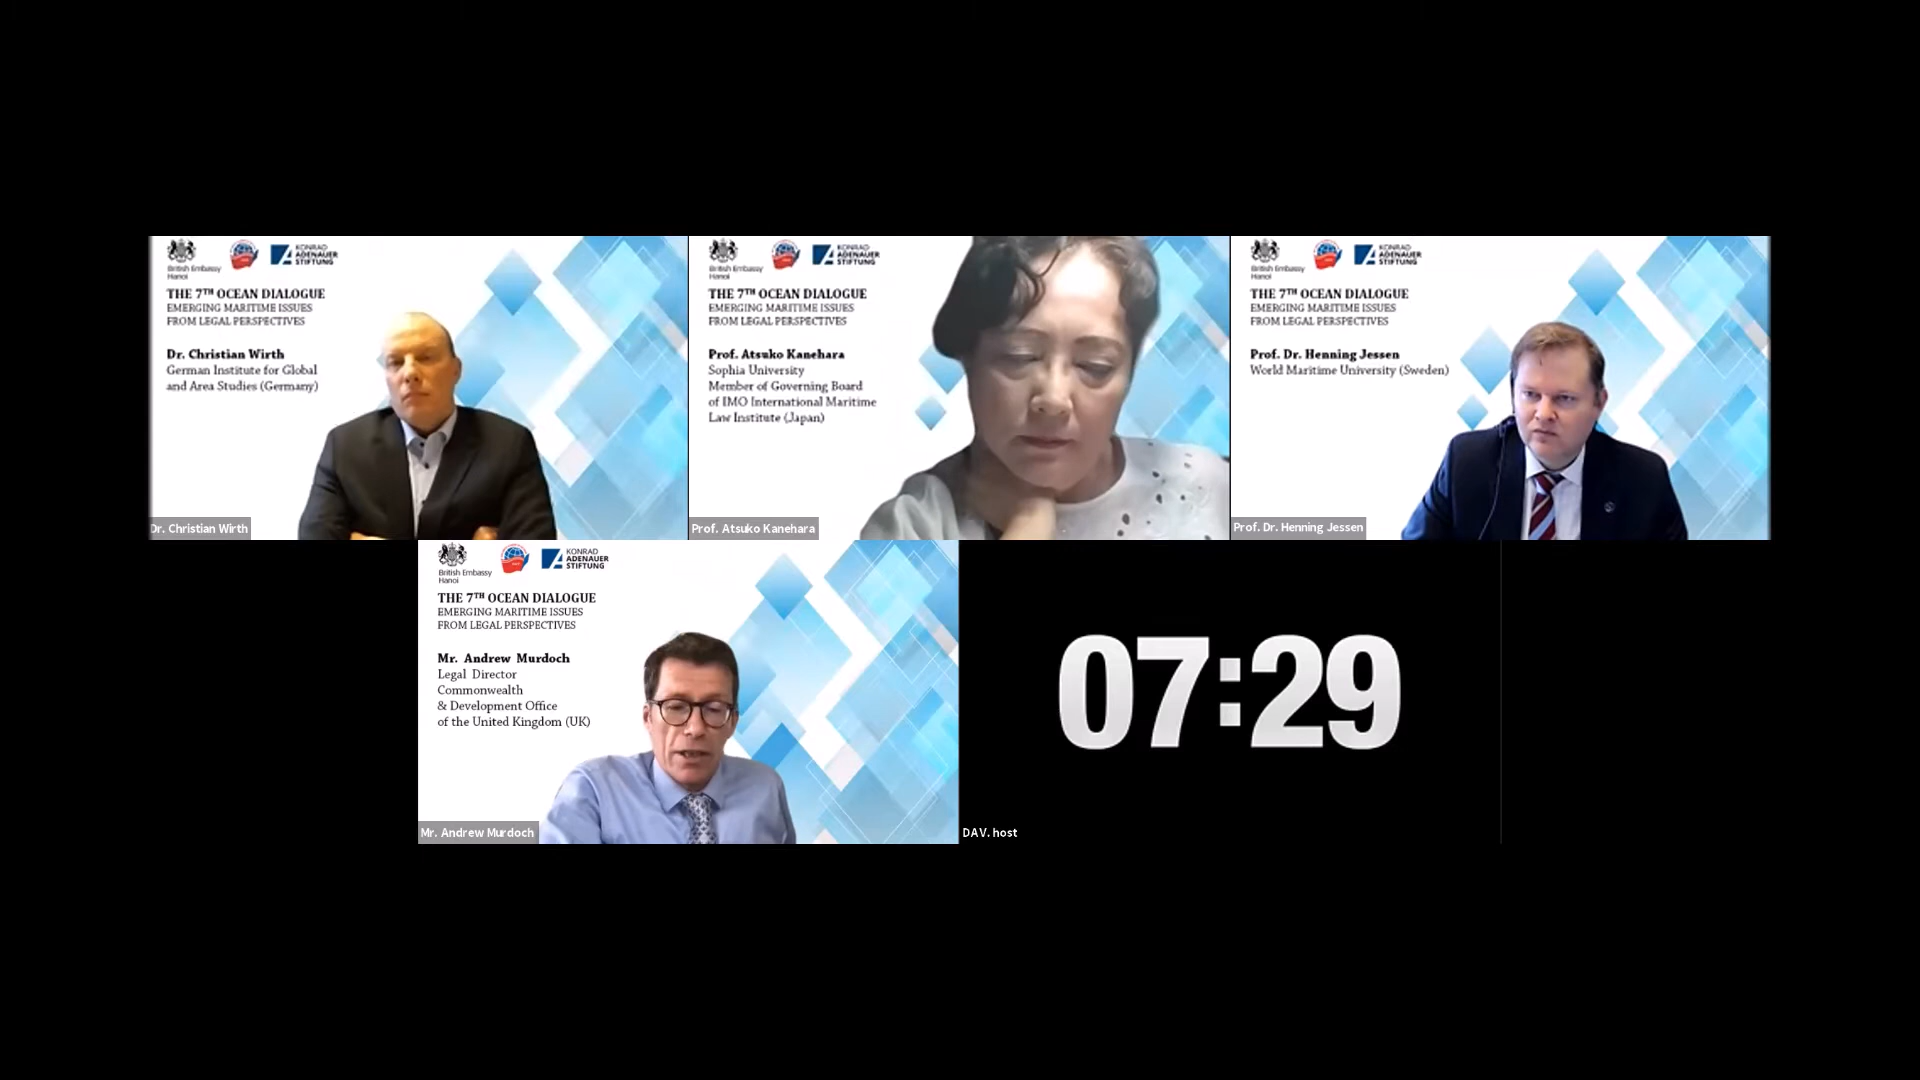 British Embassy
Hanoi
KONRAD
ADENAUER
STIFTUNG
THE 7TH OCEAN DIALOGUE
EMERGING MARITIME ISSUES
FROM LEGAL PERSPECTIVES
Dr. Christian Wirth
German Institute for Global
and Area Studies (Germany)
Dr. Christian Wirth
British Embassy
Hanoi
KONRAD
ADENAUER
STIFTUNG
THE 7TH OCEAN DIALOGUE
EMERGING MARITIME ISSUES
FROM LEGAL PERSPECTIVES
Prof. Atsuko Kanehara
Sophia University
Member of Governing Board
of IMO International Maritime
Law Institute (Japan)
Prof. Atsuko Kanehara
British Embassy
Hanoi
KONRAD
ADENAUER
STIFTUNG
THE 7TH OCEAN DIALOGUE
EMERGING MARITIME ISSUES
FROM LEGAL PERSPECTIVES
Prof. Dr. Henning Jessen
World Maritime University (Sweden)
Prof. Dr. Henning Jessen
British Embassy
Hanoi
KONRAD
ADENAUER
STIFTUNG
THE 7TH OCEAN DIALOGUE
EMERGING MARITIME ISSUES
FROM LEGAL PERSPECTIVES
Mr. Andrew Murdoch
Legal Director
Commonwealth
& Development Office
of the United Kingdom (UK)
Mr. Andrew Murdoch
07:29
DAV. host